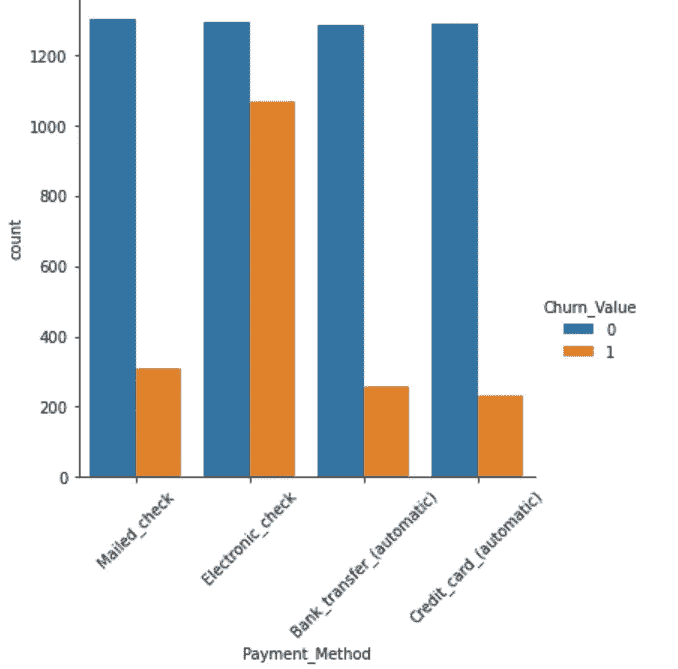 1200
1000
800
600
400
200
0
count
Churn_Value
0
1
Mailed_check
Electronic_check
Bank_transfer_(automatic)
Credit_card_(automatic)
Payment_Method